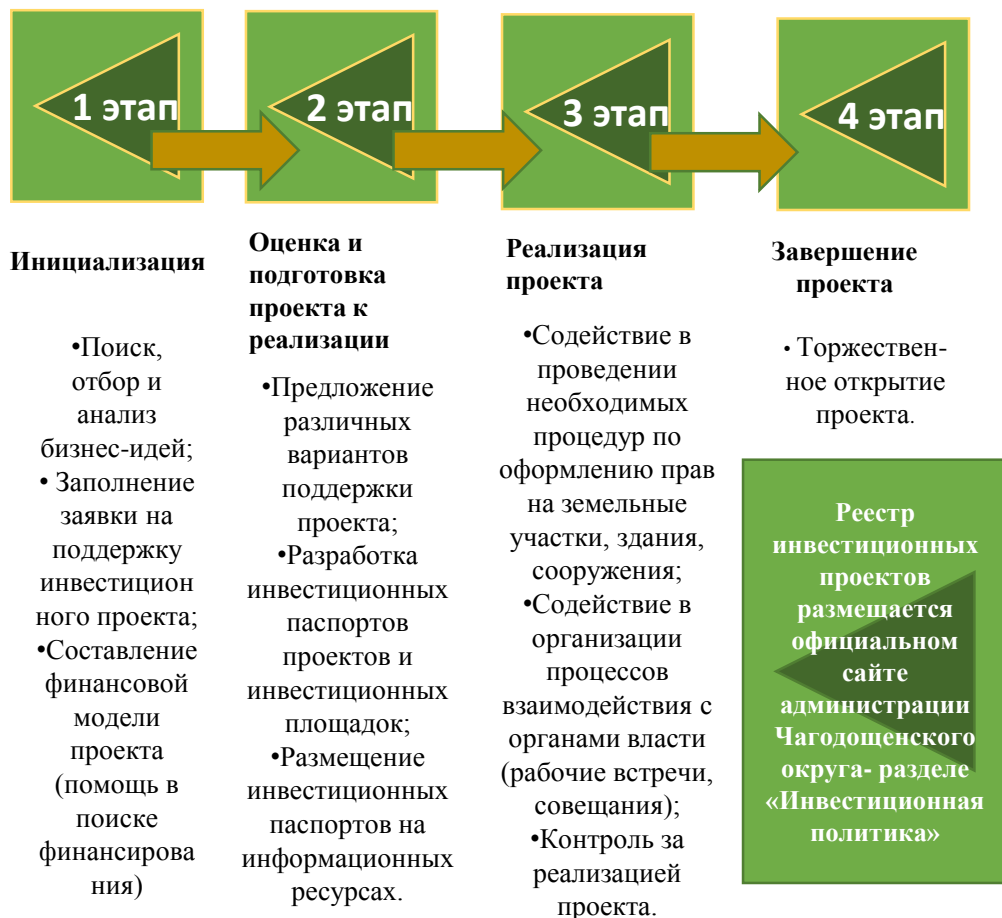 1 этап
2 этап
3 этап
4 этап
Инициализация
•Поиск,
отбор и
анализ
бизнес-идей;
• Заполнение
заявки на
поддержку
инвестицион
ного проекта;
•Составление
финансовой
модели
проекта
(помощь в
поиске
финансирова
ния)
Оценка и
подготовка
проекта к
реализации
•Предложение
различных
вариантов
поддержки
проекта;
•Разработка
инвестиционных
паспортов
проектов и
инвестиционных
площадок;
•Размещение
инвестиционных
паспортов на
информационных
ресурсах.
Реализация
проекта
•Содействие в
проведении
необходимых
процедур по
оформлению прав
на земельные
участки, здания,
сооружения;
•Содействие в
организации
процессов
взаимодействия с
органами власти
(рабочие встречи,
совещания);
•Контроль за
реализацией
проекта.
Завершение
проекта
• Торжествен-
ное открытие
проекта.
Реестр
инвестиционных
проектов
размещается
официальном
сайте
администрации
Чагодощенского
округа- разделе
«Инвестиционная
политика»